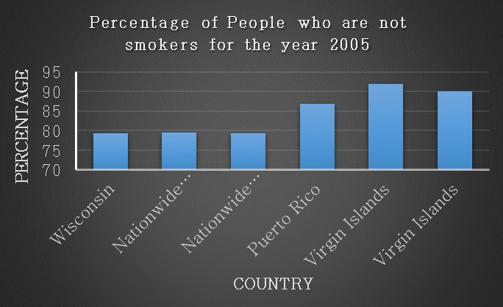 Percentage of People who are not
smokers for the year 2005
PERCENTAGE
95
90
85
80
75
70
Wisconsin
Nationwide...
Nationwide...
Puerto Rico
Virgin Islands
Virgin Islands
COUNTRY